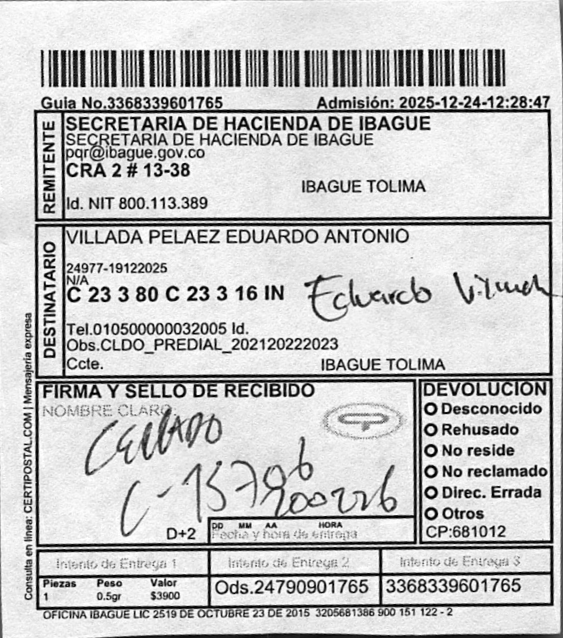 Guia No.3368339601765 Admisión: 2025-12-24-12:28:47
REMITENTE
SECRETARIA DE HACIENDA DE IBAGUE
SECRETARIA DE HACIENDA DE IBAGUE
pqr@ibague.gov.co
CRA 2 # 13-38
IBAGUE TOLIMA
Id. NIT 800.113.389
DESTINATARIO
VILLADA PELAEZ EDUARDO ANTONIO
24977-19122025
N/A
C 23 3 80 C 23 3 16 IN
Eduardo
Tel.010500000032005 Id.
Obs.CLDO_PREDIAL_202120222023
Ccte. IBAGUE TOLIMA
Consulta en linea: CERTIPOSTAL.COM | Mensajería expresa
FIRMA Y SELLO DE RECIBIDO
NOMBRE CLARO:
CERRADO
D+2
DD MM AA HORA
Fecha y hora de entrega
DEVOLUCION
Desconocido
Rehusado
No reside
No reclamado
Direc. Errada
Otros
CP:681012
Intento de Entrega 1 Intento de Entrega 2 Intento de Entrega 3
Piezas Peso Valor
1 0.5gr $3900
Ods.24790901765 3368339601765
OFICINA IBAGUE LIC 2519 DE OCTUBRE 23 DE 2015 3205681386 900 151 122 - 2